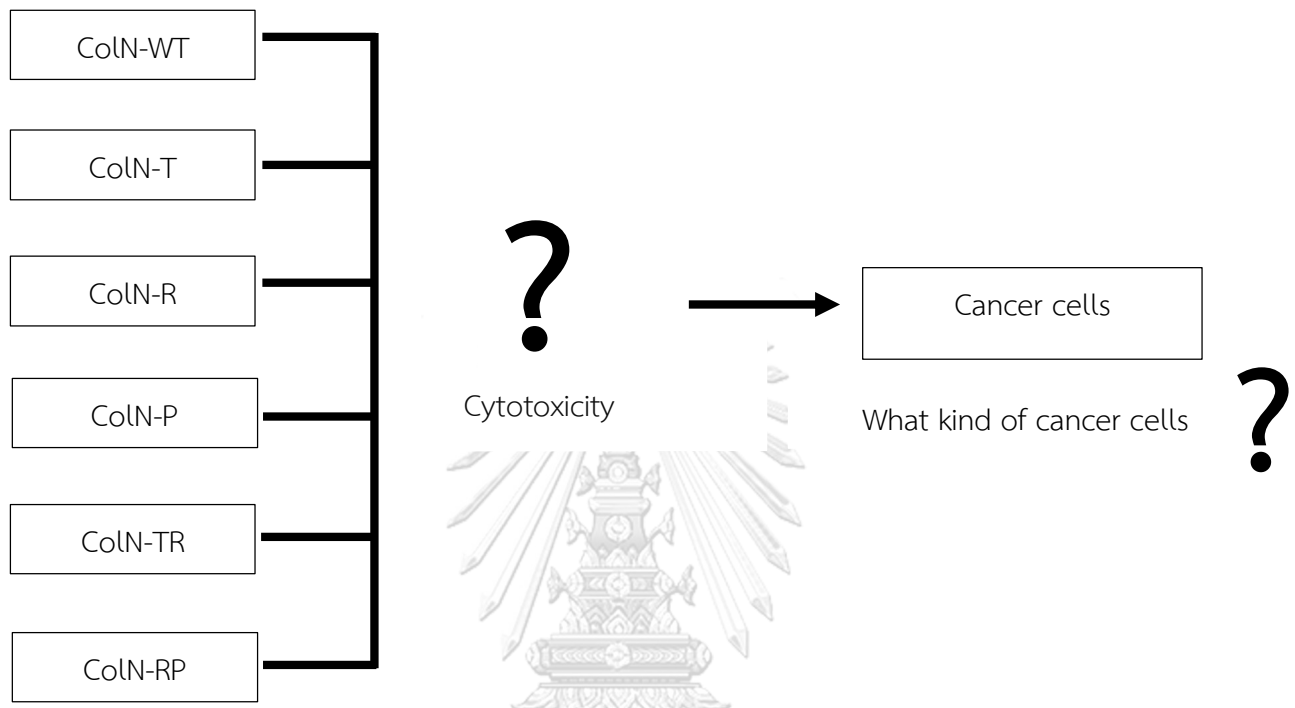 ColN-WT
ColN-T
ColN-R
ColN-P
ColN-TR
ColN-RP
?
Cytotoxicity
Cancer cells
What kind of cancer cells
?